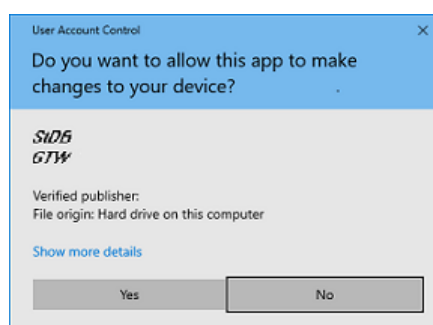 User Account Control
Do you want to allow this app to make
changes to your device?
GTW
Verified publisher:
File origin: Hard drive on this computer
Show more details
Yes
No